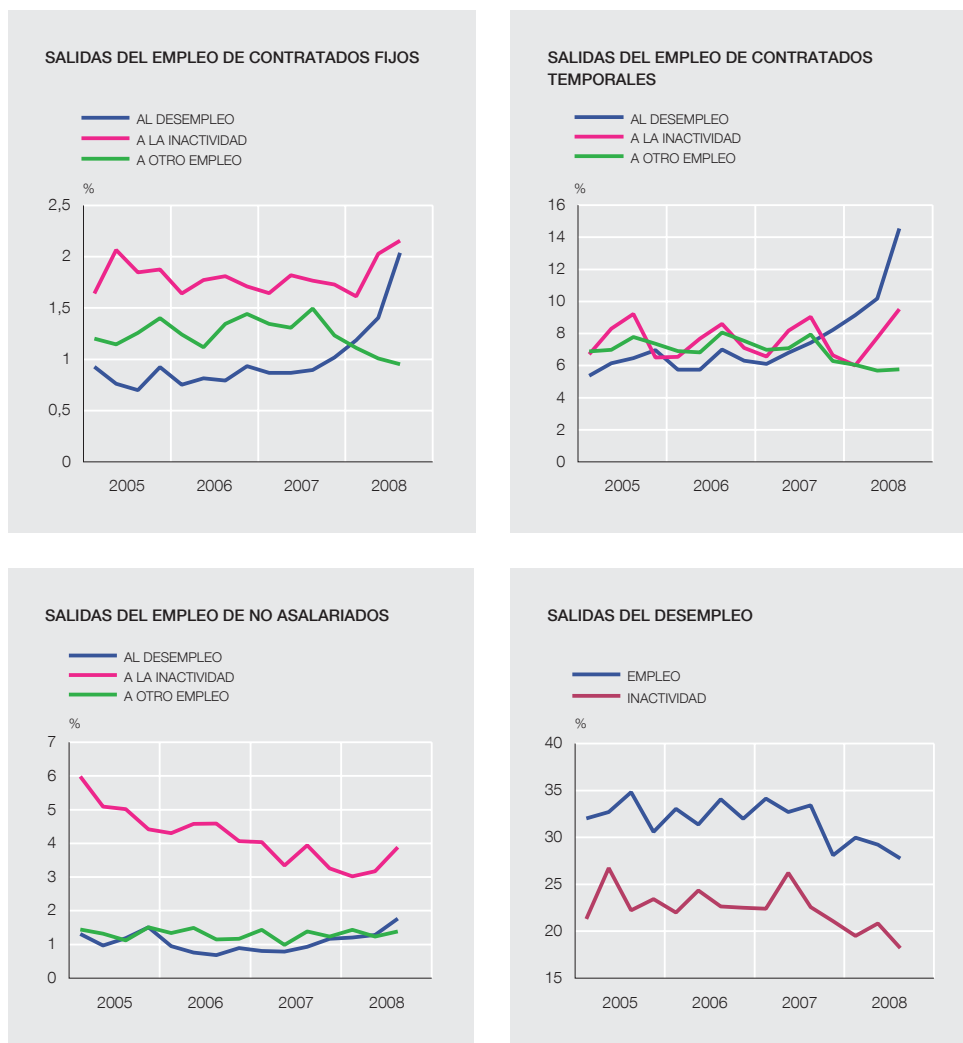 SALIDAS DEL EMPLEO DE CONTRATADOS FIJOS
AL DESEMPLEO
A LA INACTIVIDAD
A OTRO EMPLEO
%
2,5
2
1,5
1
0,5
0
2005 2006 2007 2008
SALIDAS DEL EMPLEO DE CONTRATADOS
TEMPORALES
AL DESEMPLEO
A LA INACTIVIDAD
A OTRO EMPLEO
%
16
14
12
10
8
6
4
2
0
2005 2006 2007 2008
SALIDAS DEL EMPLEO DE NO ASALARIADOS
AL DESEMPLEO
A LA INACTIVIDAD
A OTRO EMPLEO
%
7
6
5
4
3
2
1
0
2005 2006 2007 2008
SALIDAS DEL DESEMPLEO
EMPLEO
INACTIVIDAD
%
40
35
30
25
20
15
2005 2006 2007 2008